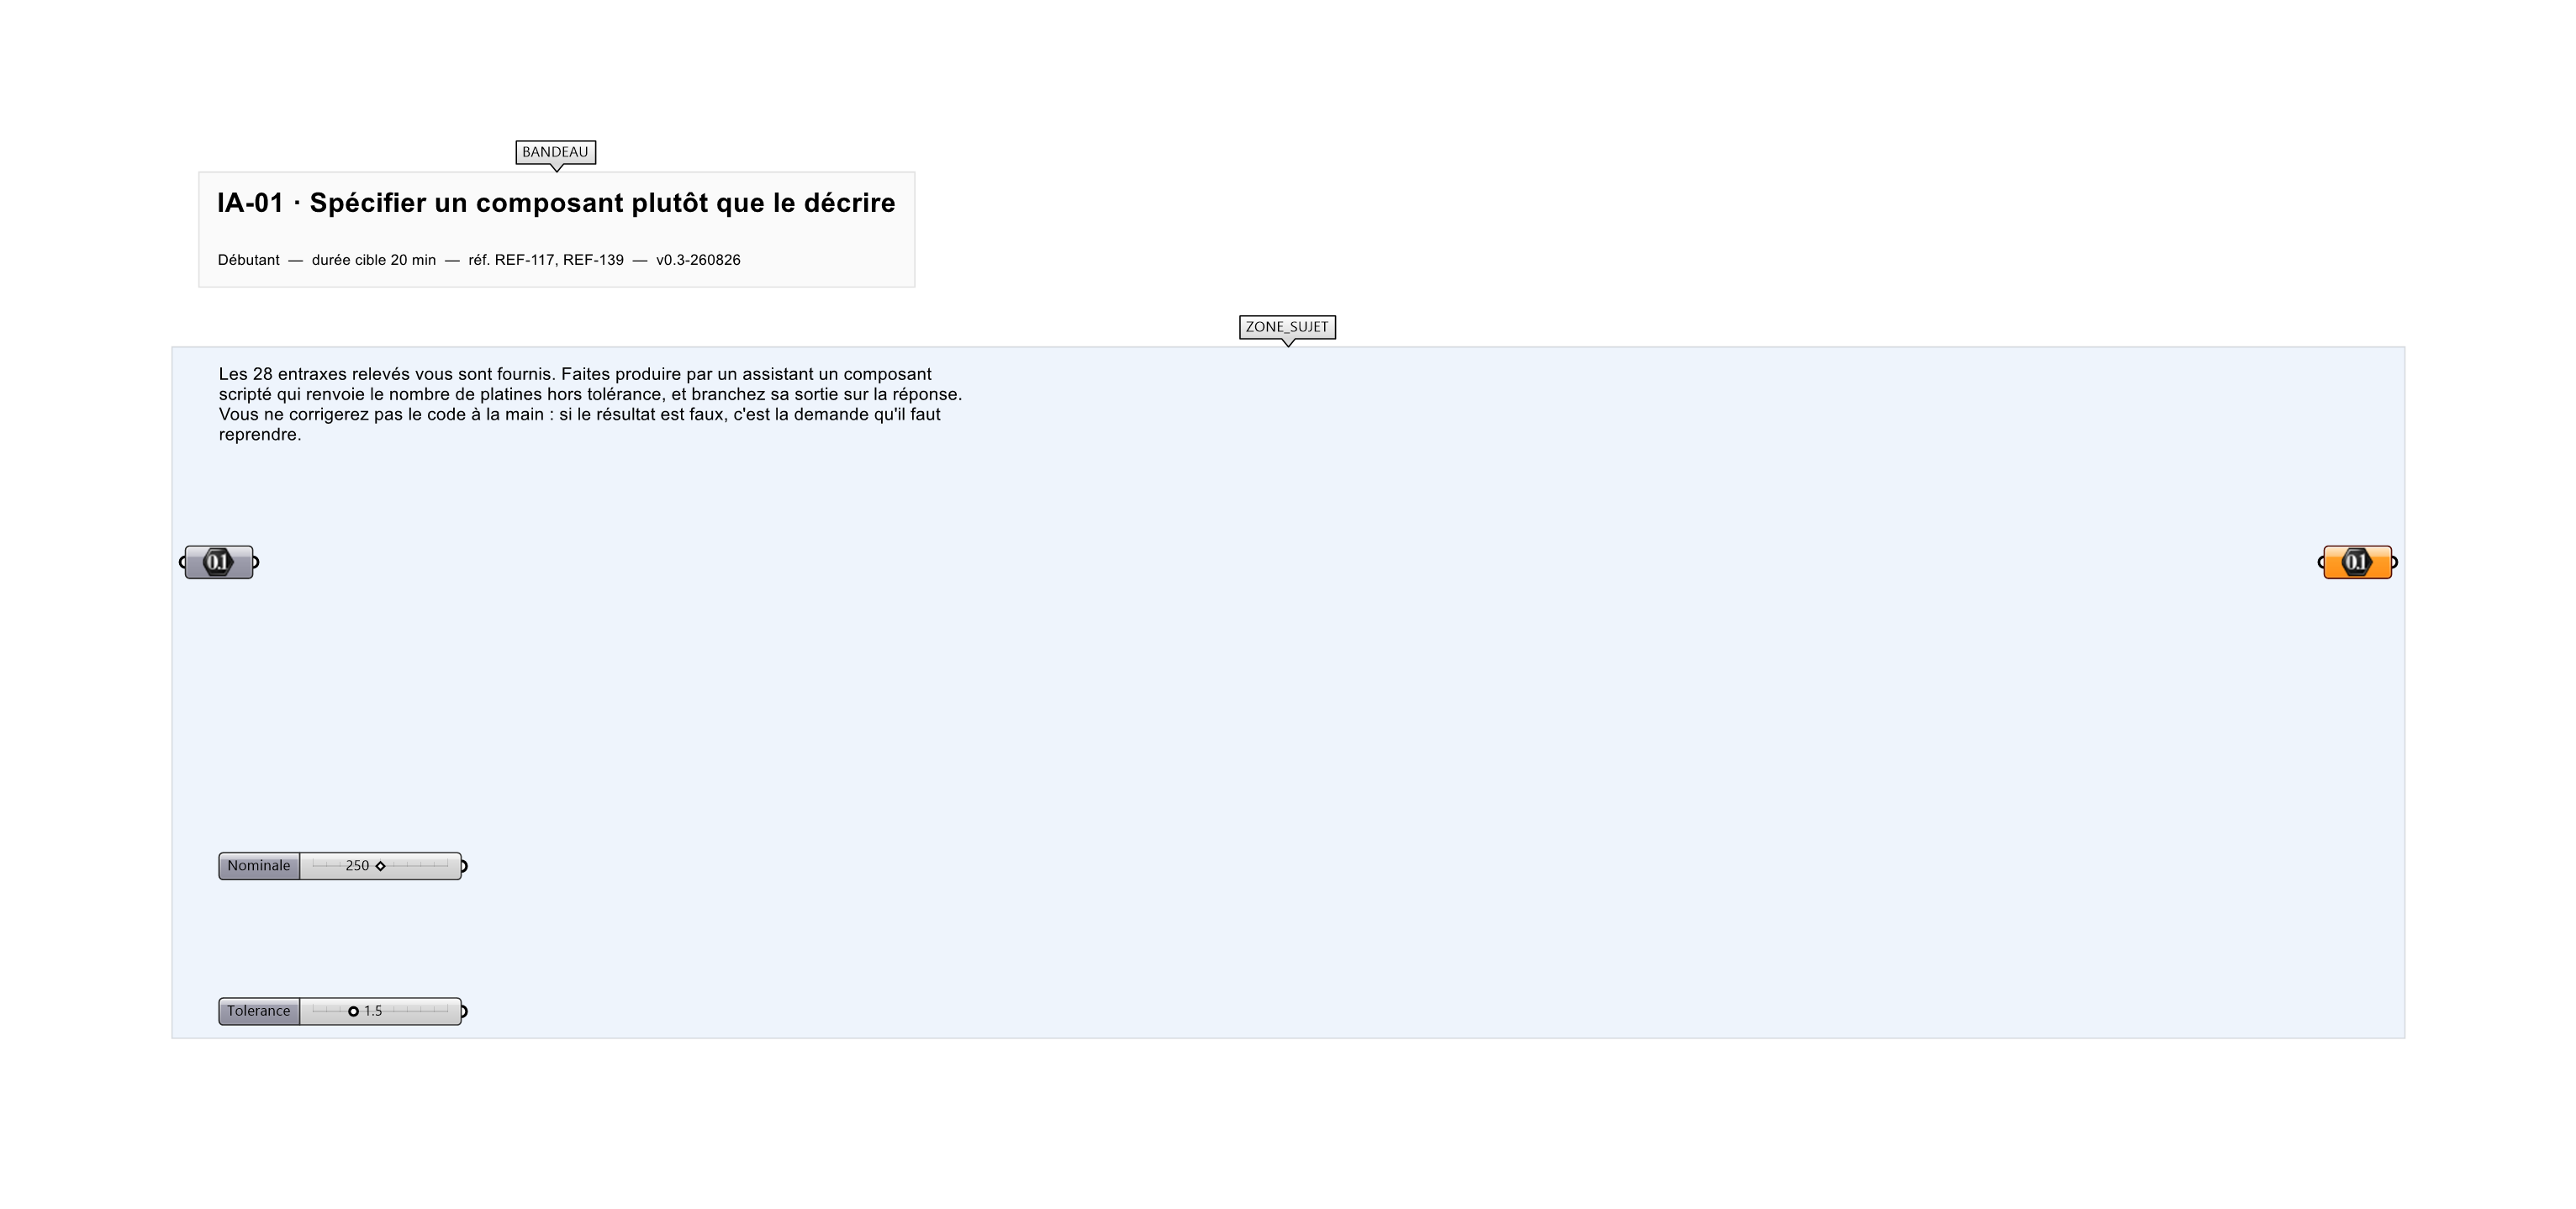 BANDEAU
IA-01 · Spécifier un composant plutôt que le décrire
Débutant — durée cible 20 min — réf. REF-117, REF-139 — v0.3-260826
ZONE_SUJET
Les 28 entraxes relevés vous sont fournis. Faites produire par un assistant un composant
scripté qui renvoie le nombre de platines hors tolérance, et branchez sa sortie sur la réponse.
Vous ne corrigerez pas le code à la main : si le résultat est faux, c'est la demande qu'il faut
reprendre.
0.1
0.1
Nominale 250
Tolerance 1.5